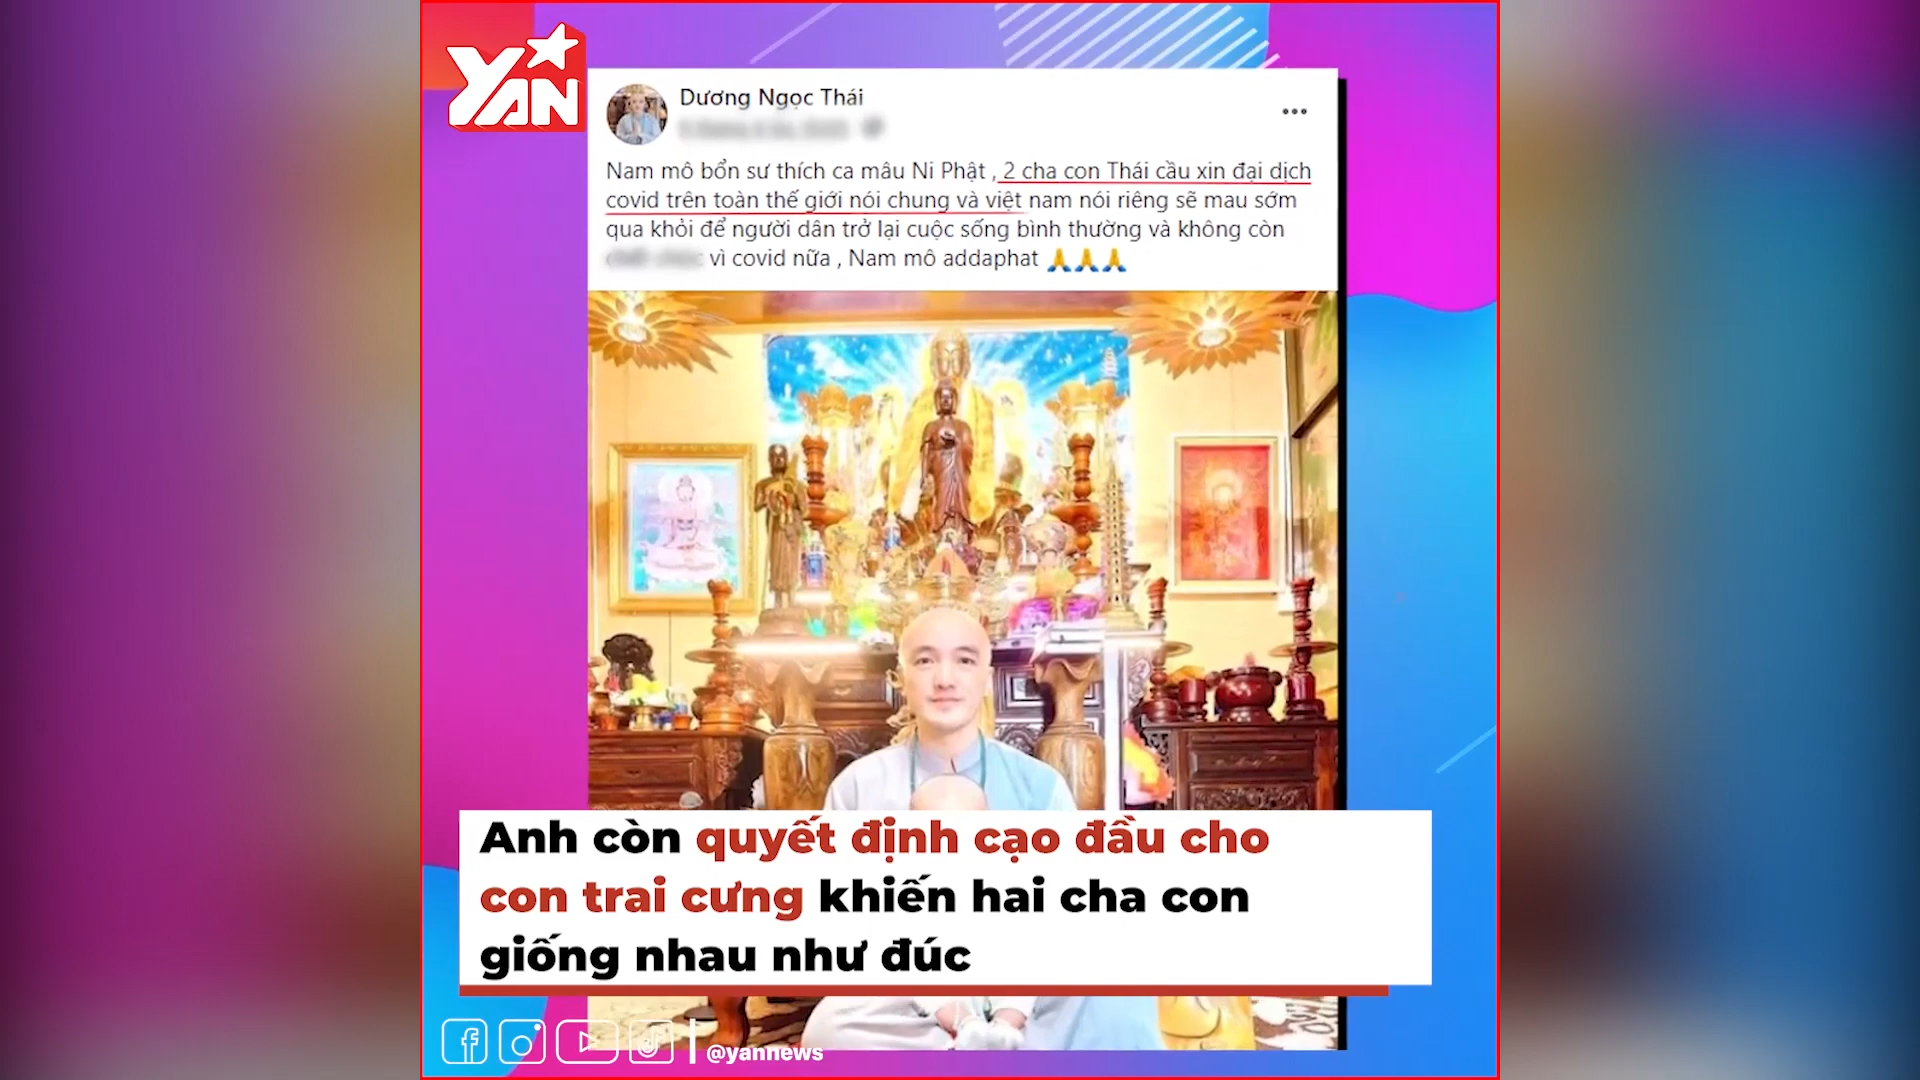 YAN
Dương Ngọc Thái
Nam mô bổn sư thích ca mâu Ni Phật , 2 cha con Thái cầu xin đại dịch
covid trên toàn thế giới nói chung và việt nam nói riêng sẽ mau sớm
qua khỏi để người dân trở lại cuộc sống bình thường và không còn
vì covid nữa , Nam mô addaphat 🙏🙏🙏
Anh còn quyết định cạo đầu cho
con trai cưng khiến hai cha con
giống nhau như đúc
@yannews